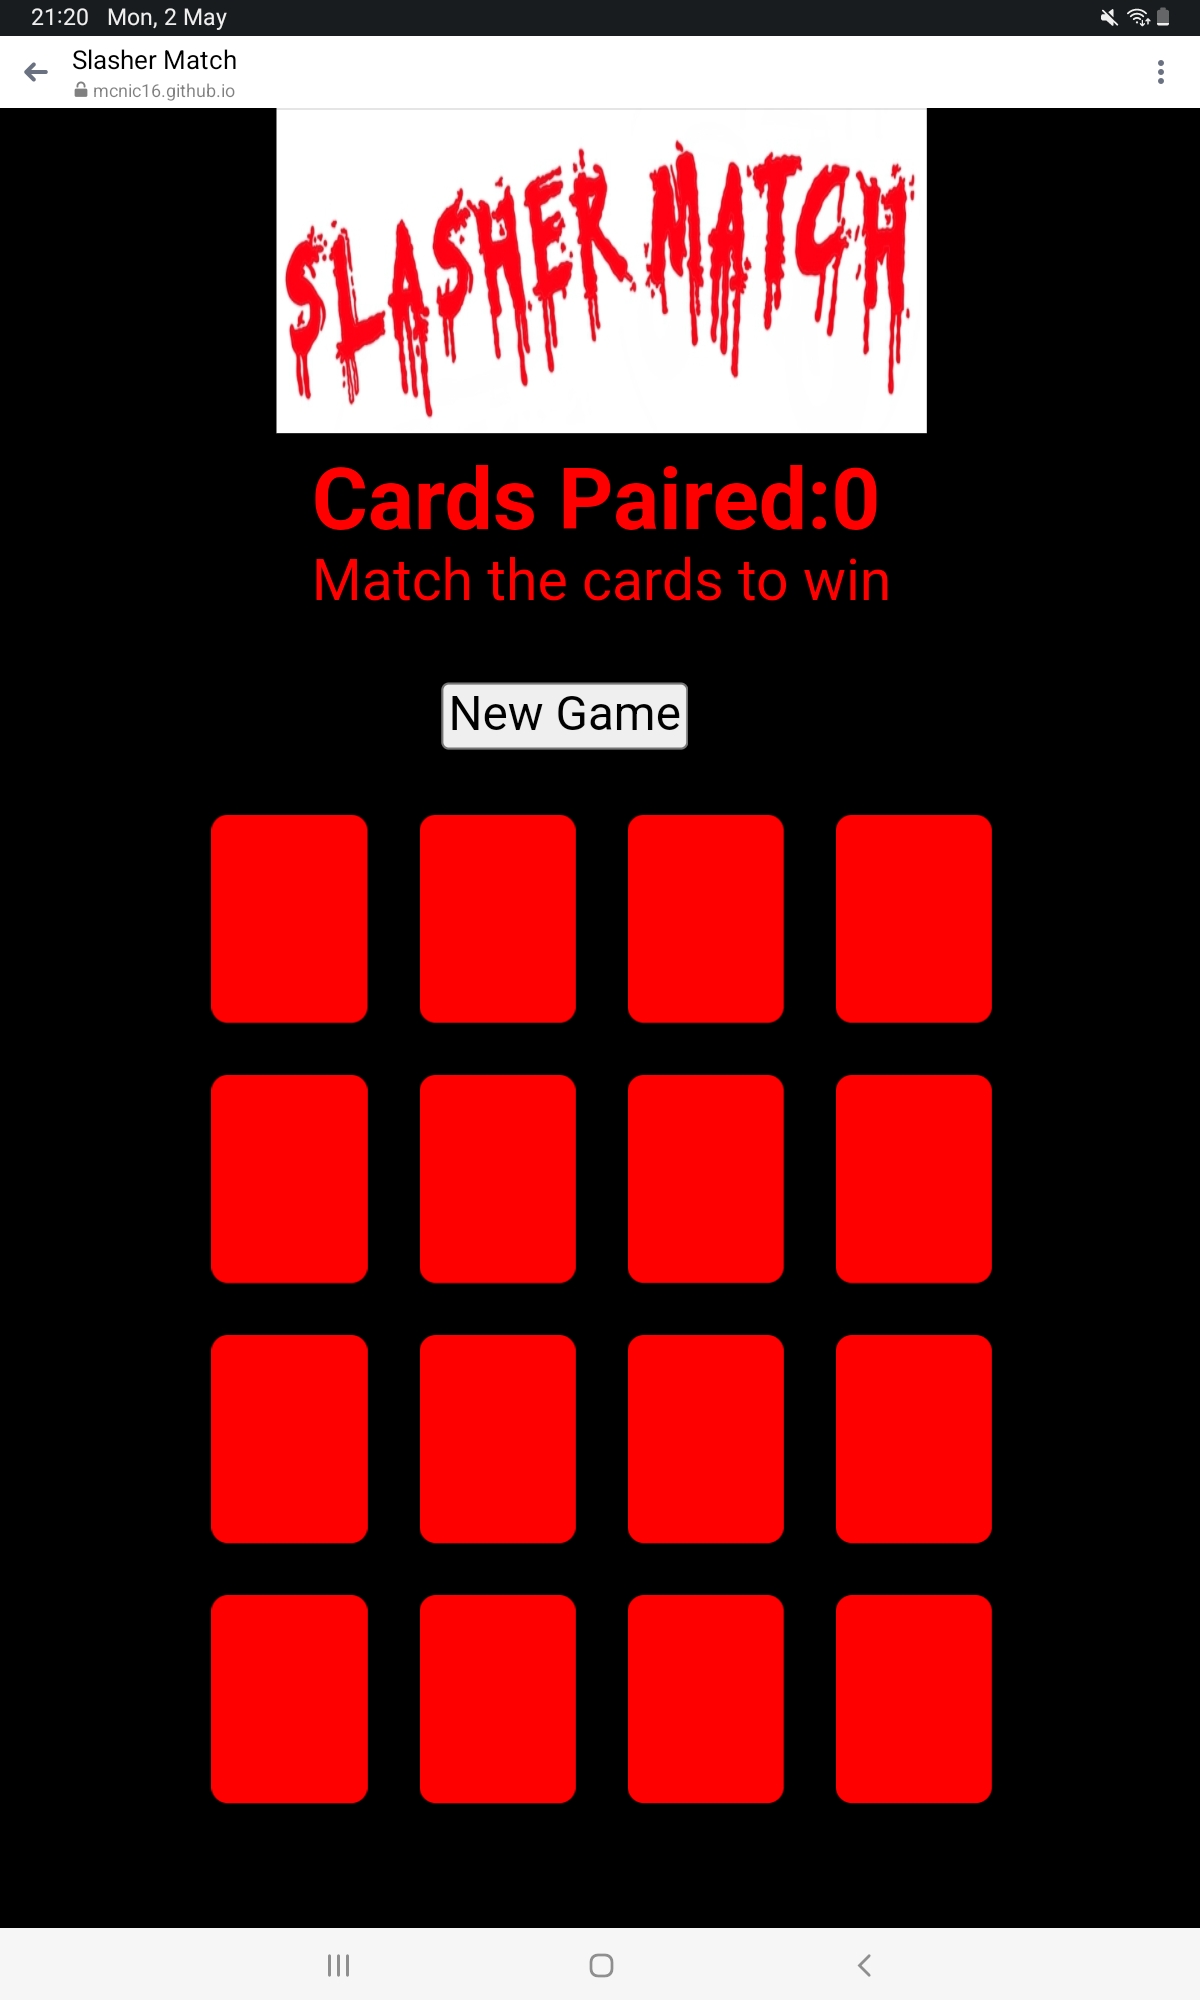 21:20 Mon, 2 May
Slasher Match
mcnic16.github.io
SLASHER MATCH
Cards Paired:0
Match the cards to win
New Game